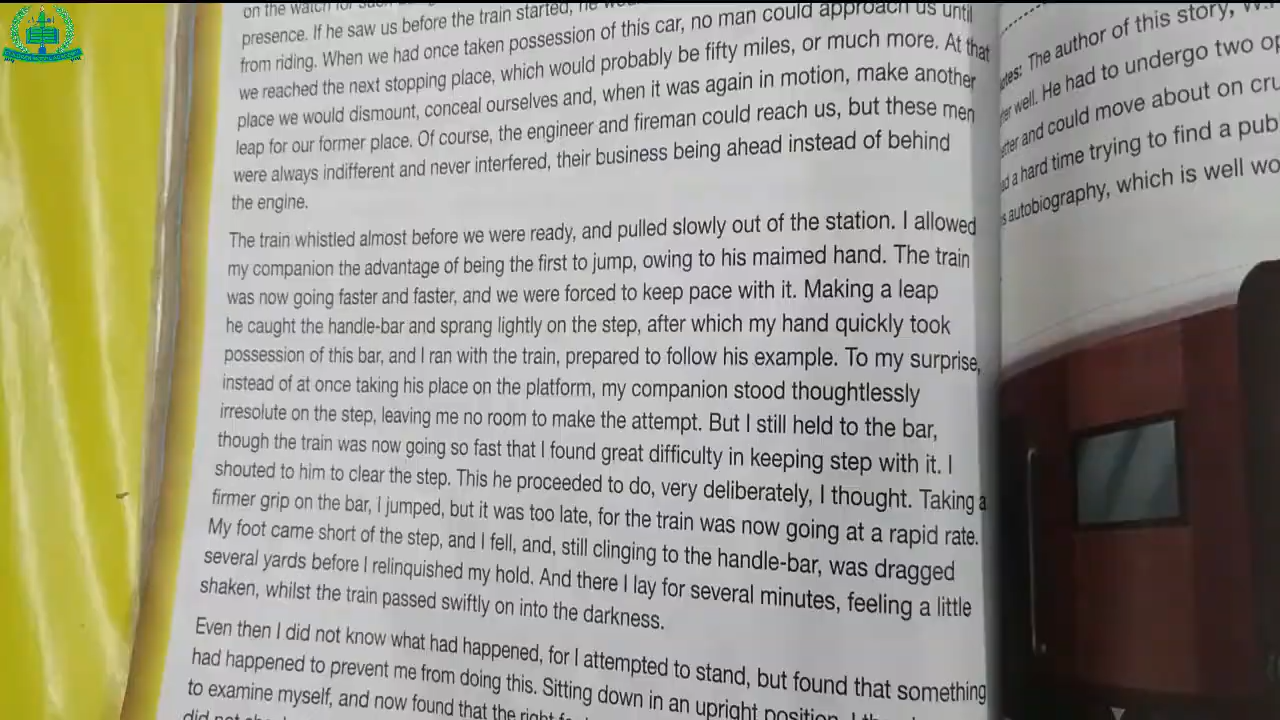 on the watch for such
presence. If he saw us before the train started, he
from riding. When we had once taken possession of this car, no man could approach us until
we reached the next stopping place, which would probably be fifty miles, or much more. At that
place we would dismount, conceal ourselves and, when it was again in motion, make another
leap for our former place. Of course, the engineer and fireman could reach us, but these men
were always indifferent and never interfered, their business being ahead instead of behind
the engine.
The train whistled almost before we were ready, and pulled slowly out of the station. I allowed
my companion the advantage of being the first to jump, owing to his maimed hand. The train
was now going faster and faster, and we were forced to keep pace with it. Making a leap
he caught the handle-bar and sprang lightly on the step, after which my hand quickly took
possession of this bar, and I ran with the train, prepared to follow his example. To my surprise,
instead of at once taking his place on the platform, my companion stood thoughtlessly
irresolute on the step, leaving me no room to make the attempt. But I still held to the bar,
though the train was now going so fast that I found great difficulty in keeping step with it. I
shouted to him to clear the step. This he proceeded to do, very deliberately, I thought. Taking a
firmer grip on the bar, I jumped, but it was too late, for the train was now going at a rapid rate.
My foot came short of the step, and I fell, and, still clinging to the handle-bar, was dragged
several yards before I relinquished my hold. And there I lay for several minutes, feeling a little
shaken, whilst the train passed swiftly on into the darkness.
Even then I did not know what had happened, for I attempted to stand, but found that something
had happened to prevent me from doing this. Sitting down in an upright position, I
to examine myself, and now found that the right
did not
The author of this story,
well. He had to undergo two
and could move about on
a hard time trying to find a
autobiography, which is well